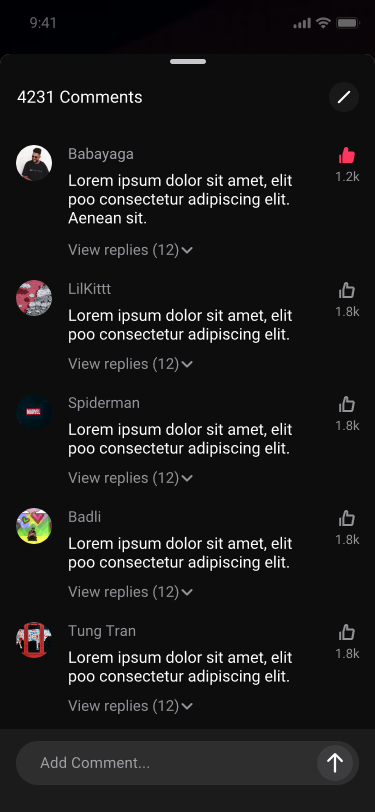 9:41
4231 Comments
Babayaga
Lorem ipsum dolor sit amet, elit
poo consectetur adipiscing elit.
Aenean sit.
1.2k
View replies (12)
LilKittt
Lorem ipsum dolor sit amet, elit
poo consectetur adipiscing elit.
1.8k
View replies (12)
Spiderman
MARVEL
Lorem ipsum dolor sit amet, elit
poo consectetur adipiscing elit.
1.8k
View replies (12)
Badli
Lorem ipsum dolor sit amet, elit
poo consectetur adipiscing elit.
1.8k
View replies (12)
Tung Tran
Lorem ipsum dolor sit amet, elit
poo consectetur adipiscing elit.
1.8k
View replies (12)
Add Comment...